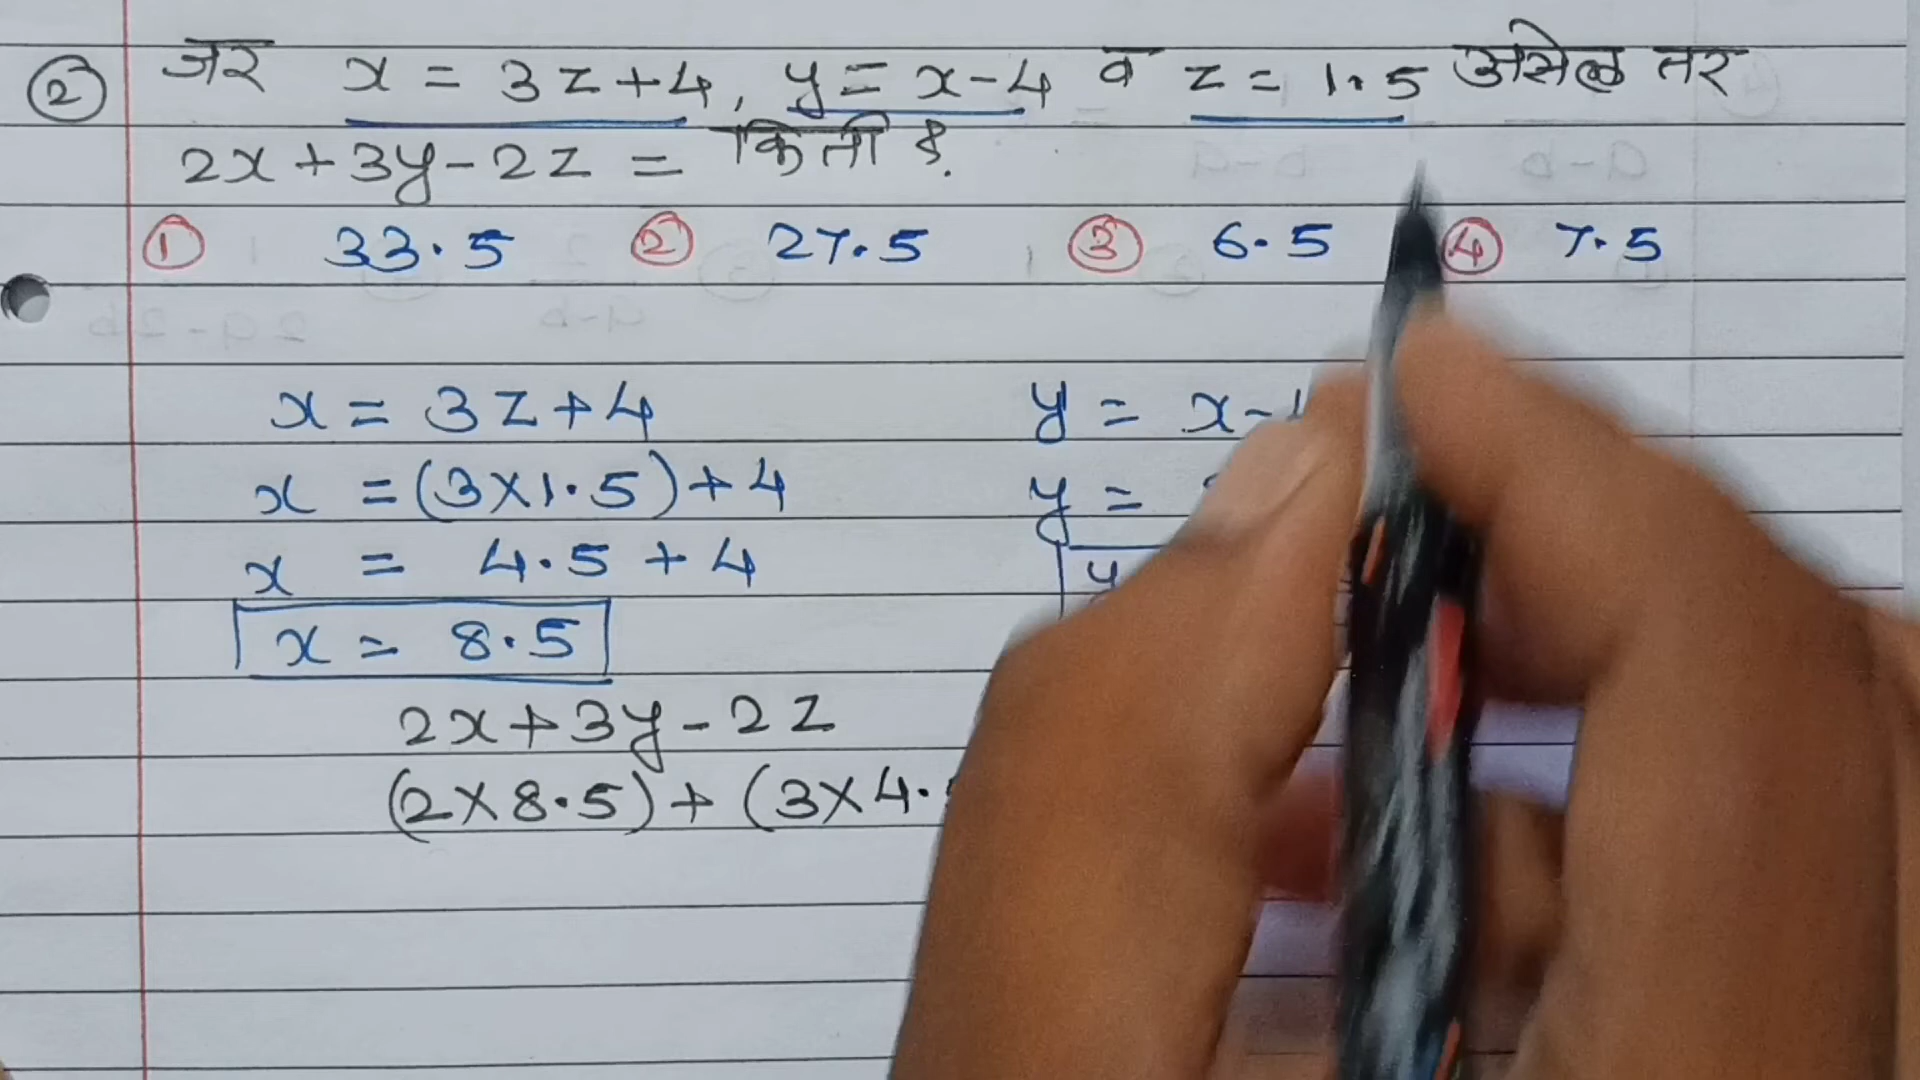 ② जर x = 3z+4, y = x-4 व z = 1.5 असेल तर
2x+3y-2z = किती ?.
① 33.5 ② 27.5 ③ 6.5 ④ 7.5
x = 3z+4
x = (3×1.5)+4
x = 4.5 + 4
x = 8.5
y = x-
y =
y
2x+3y-2z
(2×8.5)+(3×4.